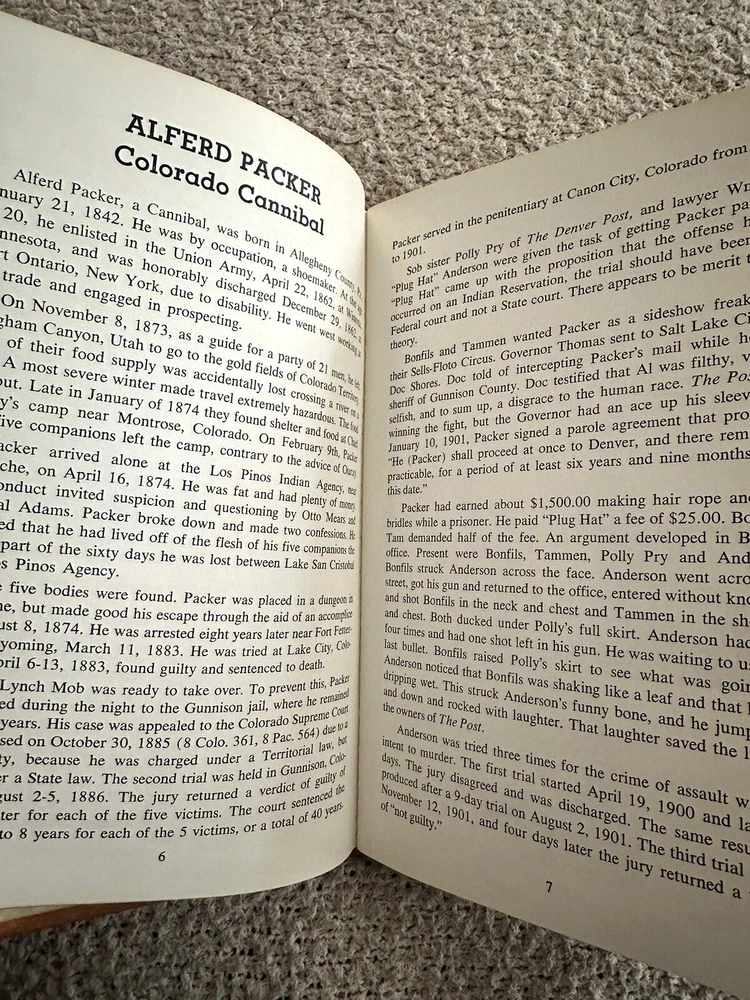 ALFERD PACKER
Colorado Cannibal
Alferd Packer, a Cannibal, was born in Allegheny County,
nuary 21, 1842. He was by occupation, a shoemaker. At the
20, he enlisted in the Union Army, April 22, 1862, at
nnesota, and was honorably discharged December 29, 1862,
rt Ontario, New York, due to disability. He went west working at
trade and engaged in prospecting.
On November 8, 1873, as a guide for a party of 21 men, he left
gham Canyon, Utah to go to the gold fields of Colorado Territory.
of their food supply was accidentally lost crossing a river on a
A most severe winter made travel extremely hazardous. The food
out. Late in January of 1874 they found shelter and food at Chief
y's camp near Montrose, Colorado. On February 9th, Packer
five companions left the camp, contrary to the advice of Ouray
acker arrived alone at the Los Pinos Indian Agency, near
che, on April 16, 1874. He was fat and had plenty of money.
onduct invited suspicion and questioning by Otto Mears and
al Adams. Packer broke down and made two confessions. He
ed that he had lived off of the flesh of his five companions the
part of the sixty days he was lost between Lake San Cristobal
os Pinos Agency.
e five bodies were found. Packer was placed in a dungeon in
he, but made good his escape through the aid of an accomplice
ust 8, 1874. He was arrested eight years later near Fort Fetter-
yoming, March 11, 1883. He was tried at Lake City, Colo-
pril 6-13, 1883, found guilty and sentenced to death.
Lynch Mob was ready to take over. To prevent this, Packer
ed during the night to the Gunnison jail, where he remained
years. His case was appealed to the Colorado Supreme Court
sed on October 30, 1885 (8 Colo. 361, 8 Pac. 564) due to a
ty, because he was charged under a Territorial law, but
er a State law. The second trial was held in Gunnison, Colo-
gust 2-5, 1886. The jury returned a verdict of guilty of
ter for each of the five victims. The court sentenced the
to 8 years for each of the 5 victims, or a total of 40 years.
6
Packer served in the penitentiary at Canon City, Colorado from
to 1901.
Sob sister Polly Pry of The Denver Post, and lawyer Wm
"Plug Hat" Anderson were given the task of getting Packer pa
"Plug Hat" came up with the proposition that the offense h
occurred on an Indian Reservation, the trial should have been
Federal court and not a State court. There appears to be merit t
theory.
Bonfils and Tammen wanted Packer as a sideshow freak
their Sells-Floto Circus. Governor Thomas sent to Salt Lake Ci
Doc Shores. Doc told of intercepting Packer's mail while he
sheriff of Gunnison County. Doc testified that Al was filthy, v
selfish, and to sum up, a disgrace to the human race. The Pos
winning the fight, but the Governor had an ace up his sleev
January 10, 1901, Packer signed a parole agreement that pro
"He (Packer) shall proceed at once to Denver, and there rem
practicable, for a period of at least six years and nine months
this date."
Packer had earned about $1,500.00 making hair rope and
bridles while a prisoner. He paid "Plug Hat" a fee of $25.00. Bo
Tam demanded half of the fee. An argument developed in B
office. Present were Bonfils, Tammen, Polly Pry and And
Bonfils struck Anderson across the face. Anderson went acro
street, got his gun and returned to the office, entered without kno
and shot Bonfils in the neck and chest and Tammen in the sh
and chest. Both ducked under Polly's full skirt. Anderson had
four times and had one shot left in his gun. He was waiting to u
last bullet. Bonfils raised Polly's skirt to see what was goin
Anderson noticed that Bonfils was shaking like a leaf and that h
dripping wet. This struck Anderson's funny bone, and he jump
and down and rocked with laughter. That laughter saved the l
the owners of The Post.
Anderson was tried three times for the crime of assault w
intent to murder. The first trial started April 19, 1900 and la
days. The jury disagreed and was discharged. The same resu
produced after a 9-day trial on August 2, 1901. The third trial
November 12, 1901, and four days later the jury returned a
of "not guilty."
7